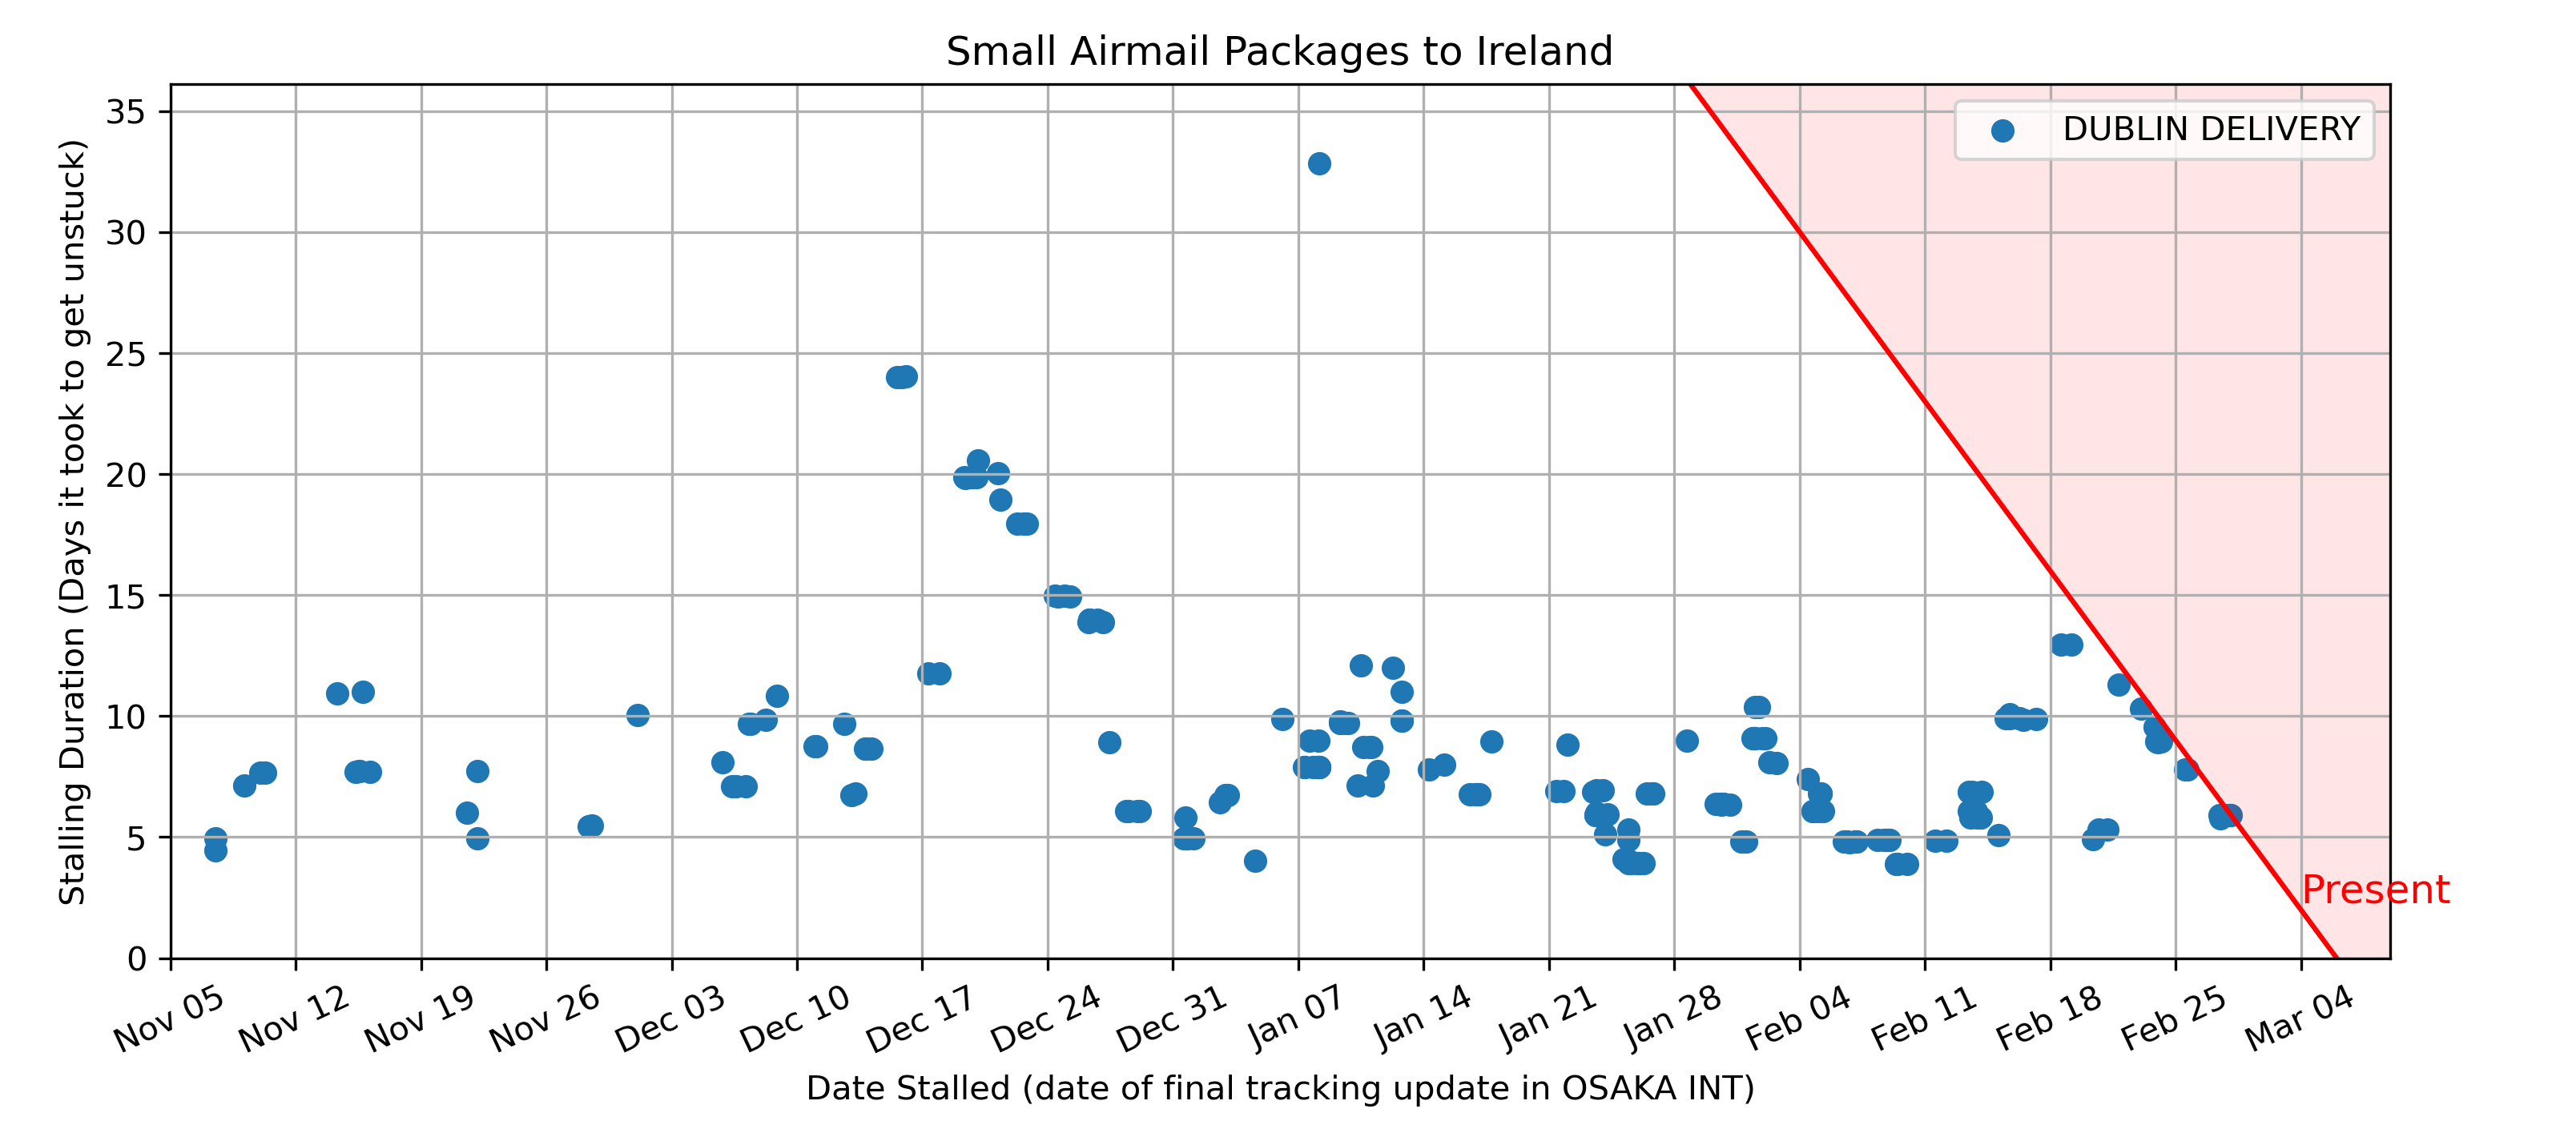 Small Airmail Packages to Ireland
DUBLIN DELIVERY
Stalling Duration (Days it took to get unstuck)
35
30
25
20
15
10
5
0
Present
Nov 05 Nov 12 Nov 19 Nov 26 Dec 03 Dec 10 Dec 17 Dec 24 Dec 31 Jan 07 Jan 14 Jan 21 Jan 28 Feb 04 Feb 11 Feb 18 Feb 25 Mar 04
Date Stalled (date of final tracking update in OSAKA INT)